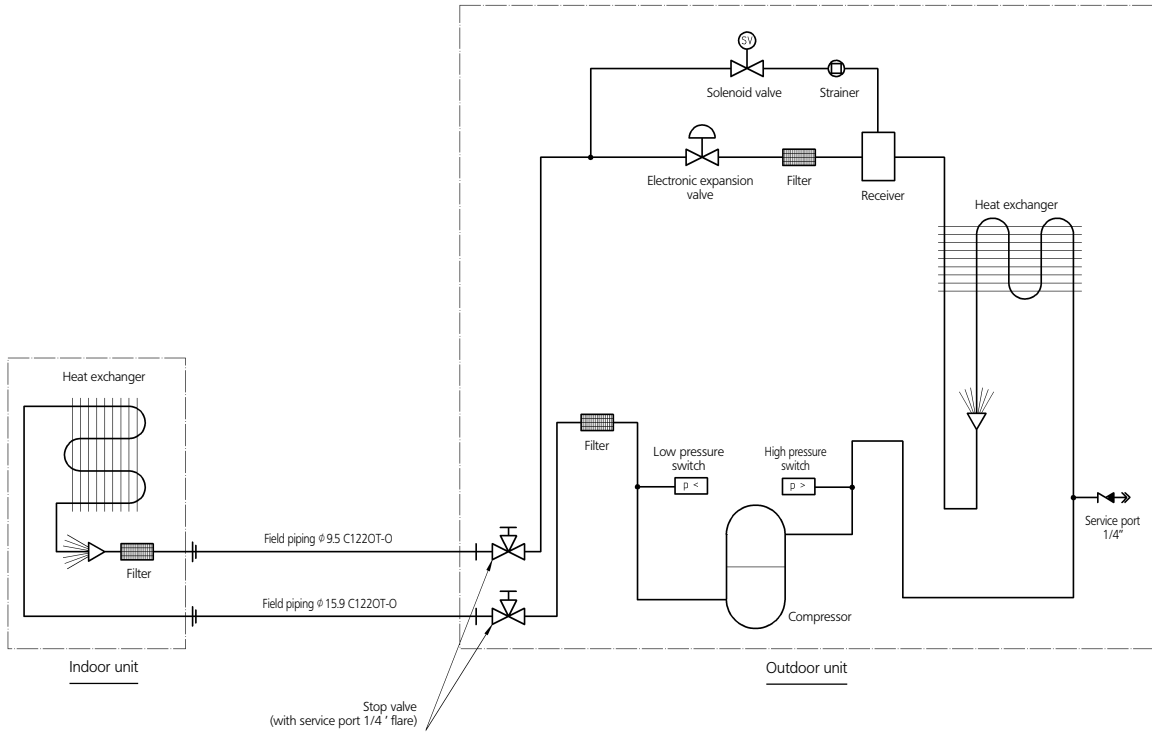 SV
Solenoid valve
Strainer
Electronic expansion
valve
Filter
Receiver
Heat exchanger
Heat exchanger
Filter
Low pressure
switch
p <
High pressure
switch
p >
Service port
1/4"
Field piping ϕ9.5 C1220T-O
Filter
Field piping ϕ15.9 C1220T-O
Compressor
Indoor unit
Outdoor unit
Stop valve
(with service port 1/4 ' flare)